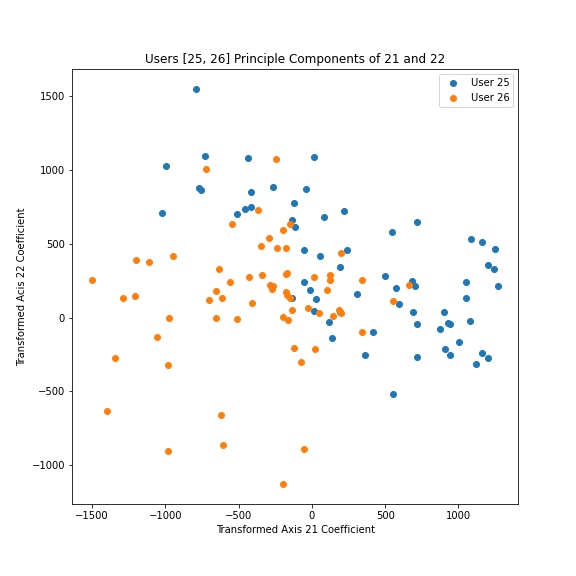 Users [25, 26] Principle Components of 21 and 22
User 25
User 26
Transformed Acis 22 Coefficient
1500
1000
500
0
−500
−1000
−1500
−1000
−500
0
500
1000
Transformed Axis 21 Coefficient